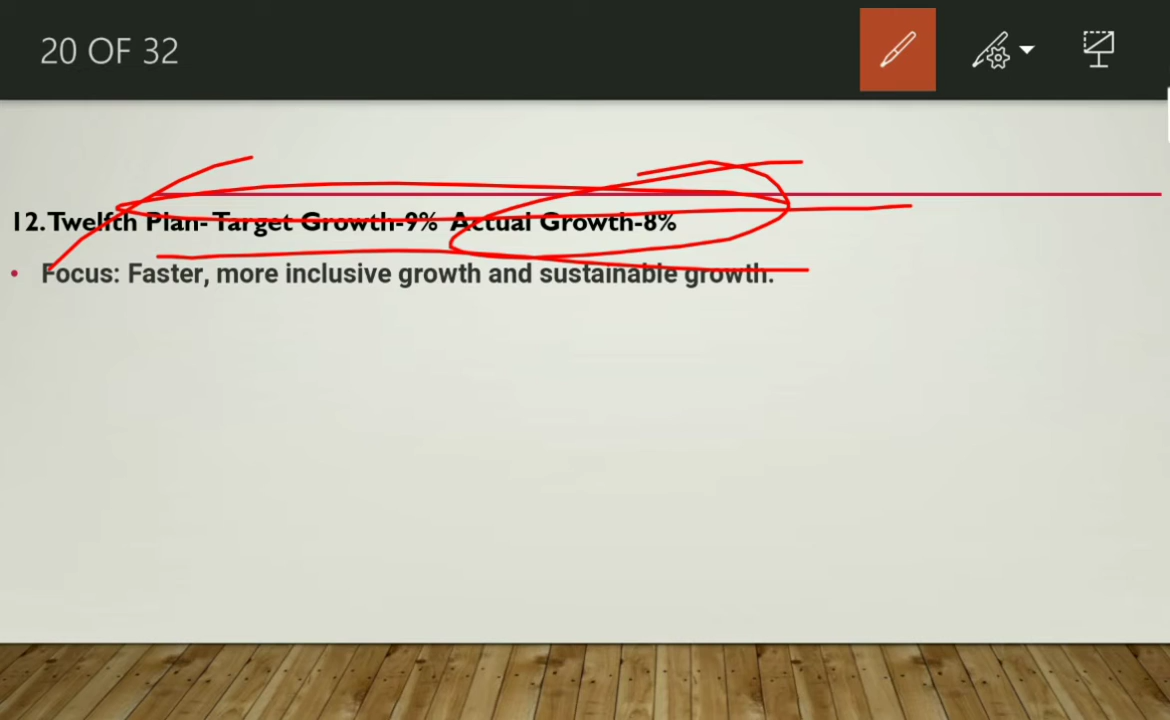 20 OF 32
12. Twelfth Plan- Target Growth-9% Actual Growth-8%
• Focus: Faster, more inclusive growth and sustainable growth.